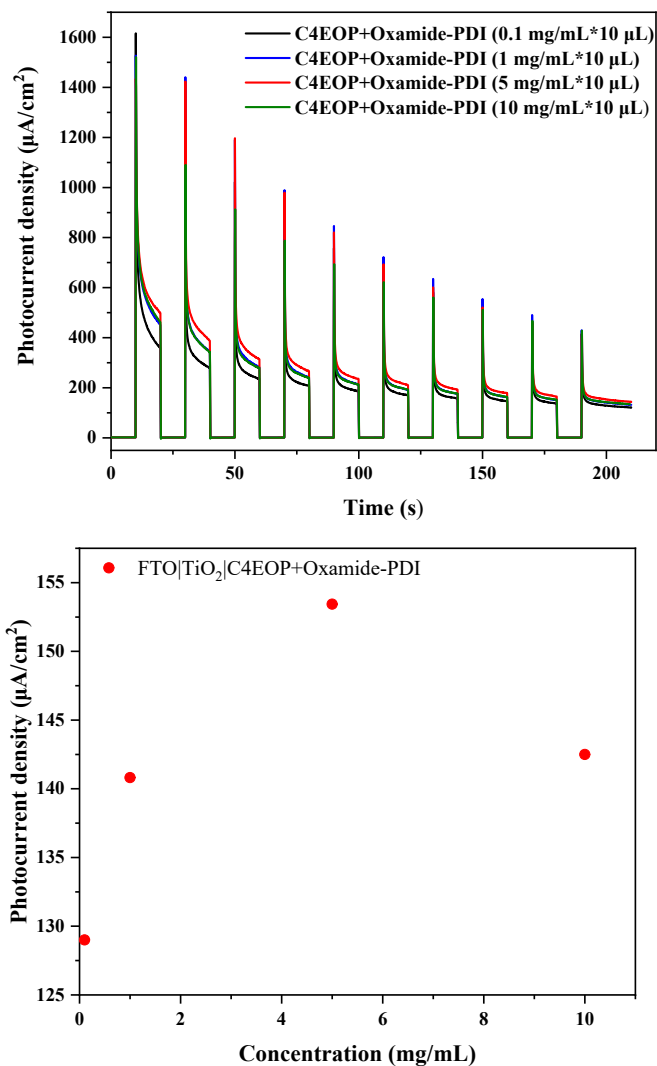 C4EOP+Oxamide-PDI (0.1 mg/mL*10 μL)
C4EOP+Oxamide-PDI (1 mg/mL*10 μL)
C4EOP+Oxamide-PDI (5 mg/mL*10 μL)
C4EOP+Oxamide-PDI (10 mg/mL*10 μL)
Photocurrent density (μA/cm²)
1600
1400
1200
1000
800
600
400
200
0
0 50 100 150 200
Time (s)
FTO|TiO₂|C4EOP+Oxamide-PDI
Photocurrent density (μA/cm²)
155
150
145
140
135
130
125
0 2 4 6 8 10
Concentration (mg/mL)